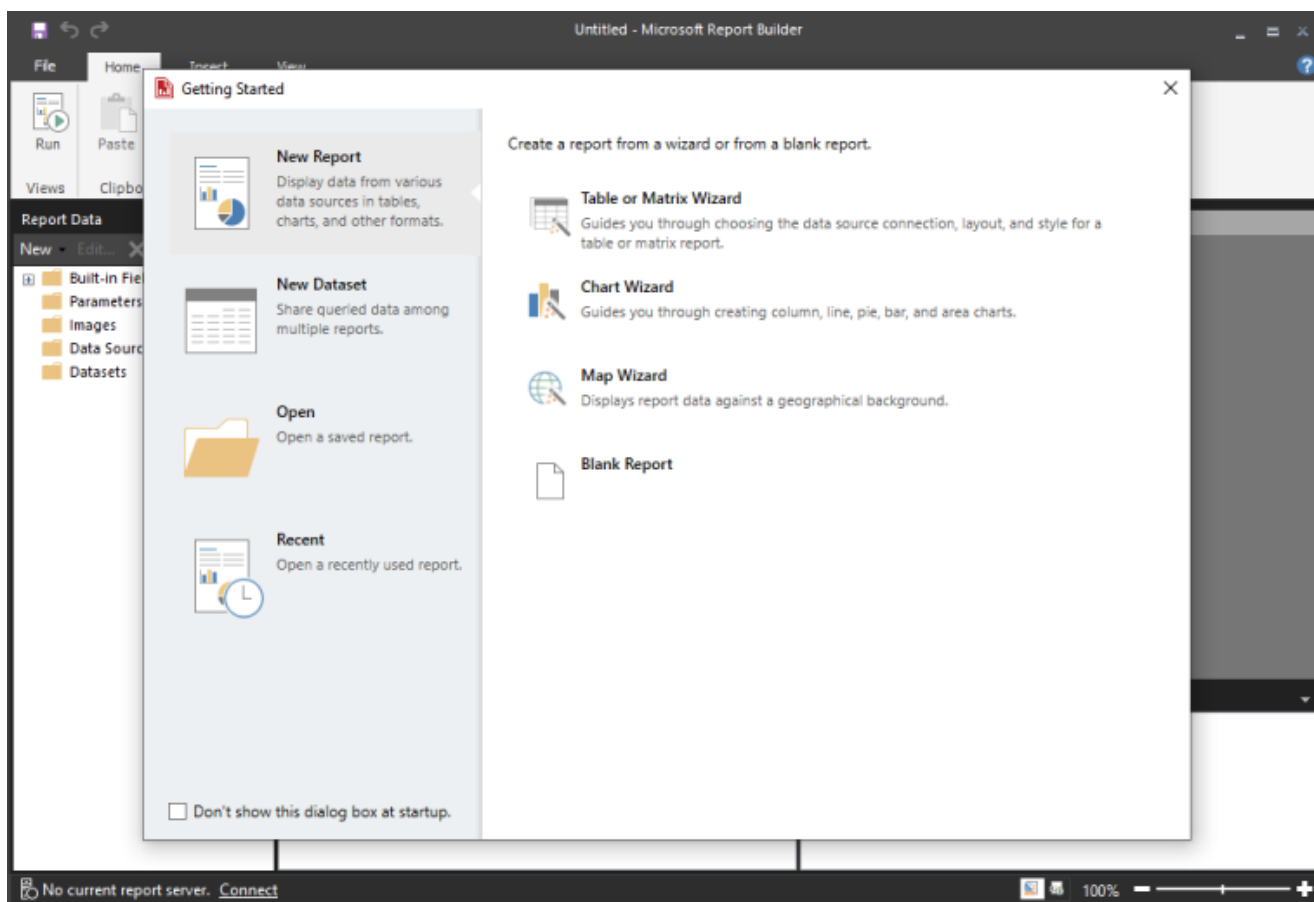 Untitled - Microsoft Report Builder
File
Home
Insert
View
Run
Paste
Views
Clipbo
Report Data
New
Edit...
Built-in Fie
Parameters
Images
Data Sourc
Datasets
Getting Started
New Report
Display data from various
data sources in tables,
charts, and other formats.
New Dataset
Share queried data among
multiple reports.
Open
Open a saved report.
Recent
Open a recently used report.
Don't show this dialog box at startup.
Create a report from a wizard or from a blank report.
Table or Matrix Wizard
Guides you through choosing the data source connection, layout, and style for a
table or matrix report.
Chart Wizard
Guides you through creating column, line, pie, bar, and area charts.
Map Wizard
Displays report data against a geographical background.
Blank Report
No current report server. Connect
100%